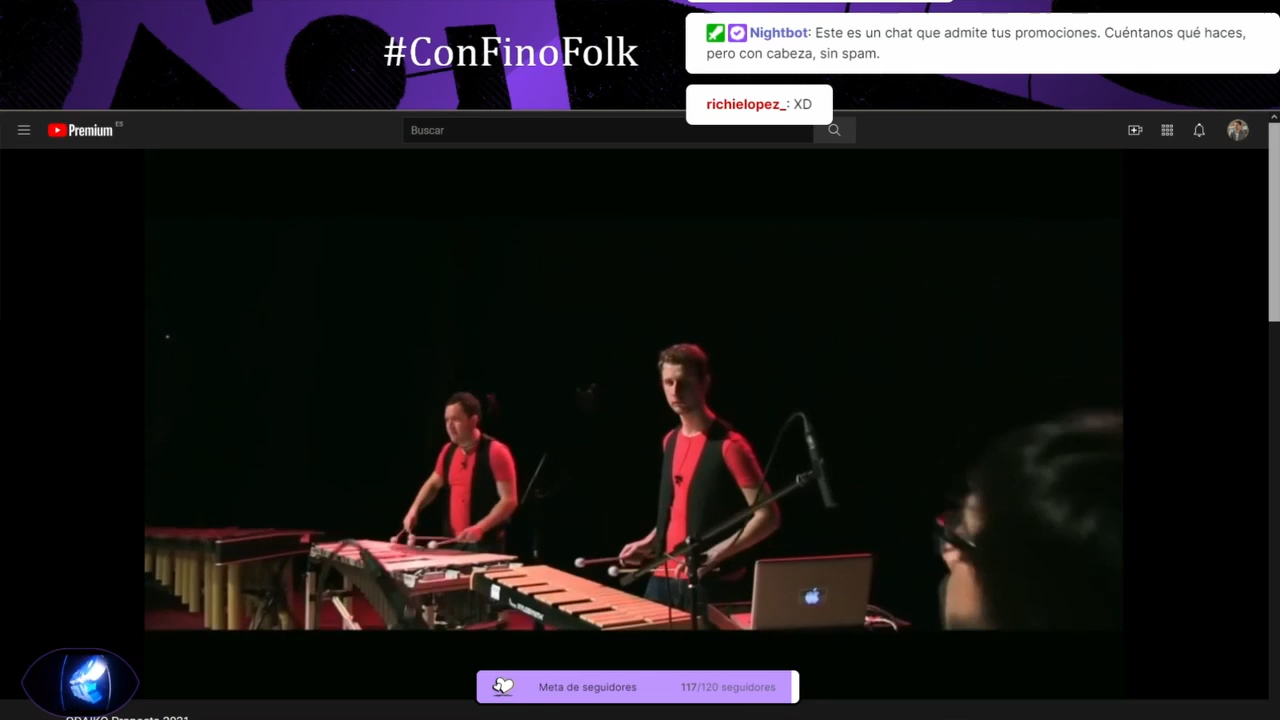 #ConFinoFolk
Nightbot: Este es un chat que admite tus promociones. Cuéntanos qué haces,
pero con cabeza, sin spam.
richielopez_: XD
Premium ES
Buscar
Meta de seguidores 117/120 seguidores